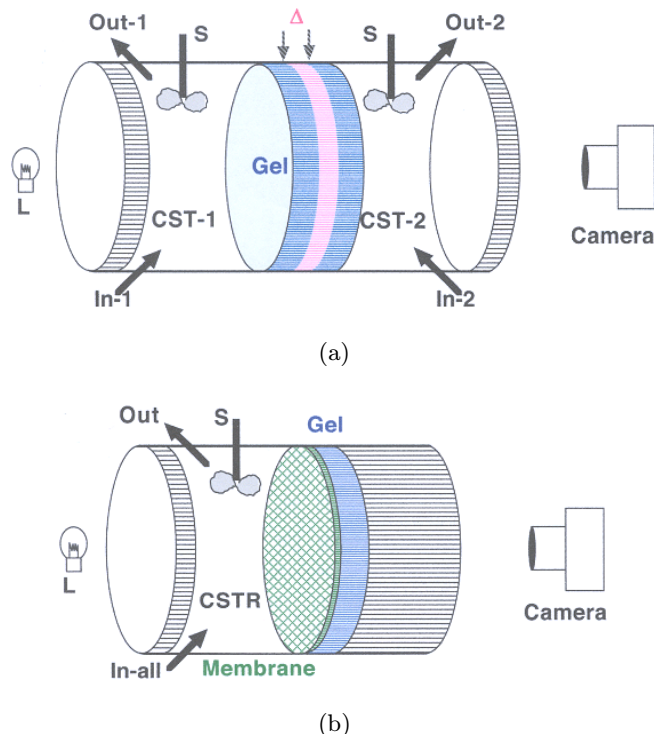 Out-1
S
Δ
S
Out-2
Gel
L
CST-1
CST-2
Camera
In-1
In-2
(a)
Out
S
Gel
L
CSTR
Camera
In-all
Membrane
(b)